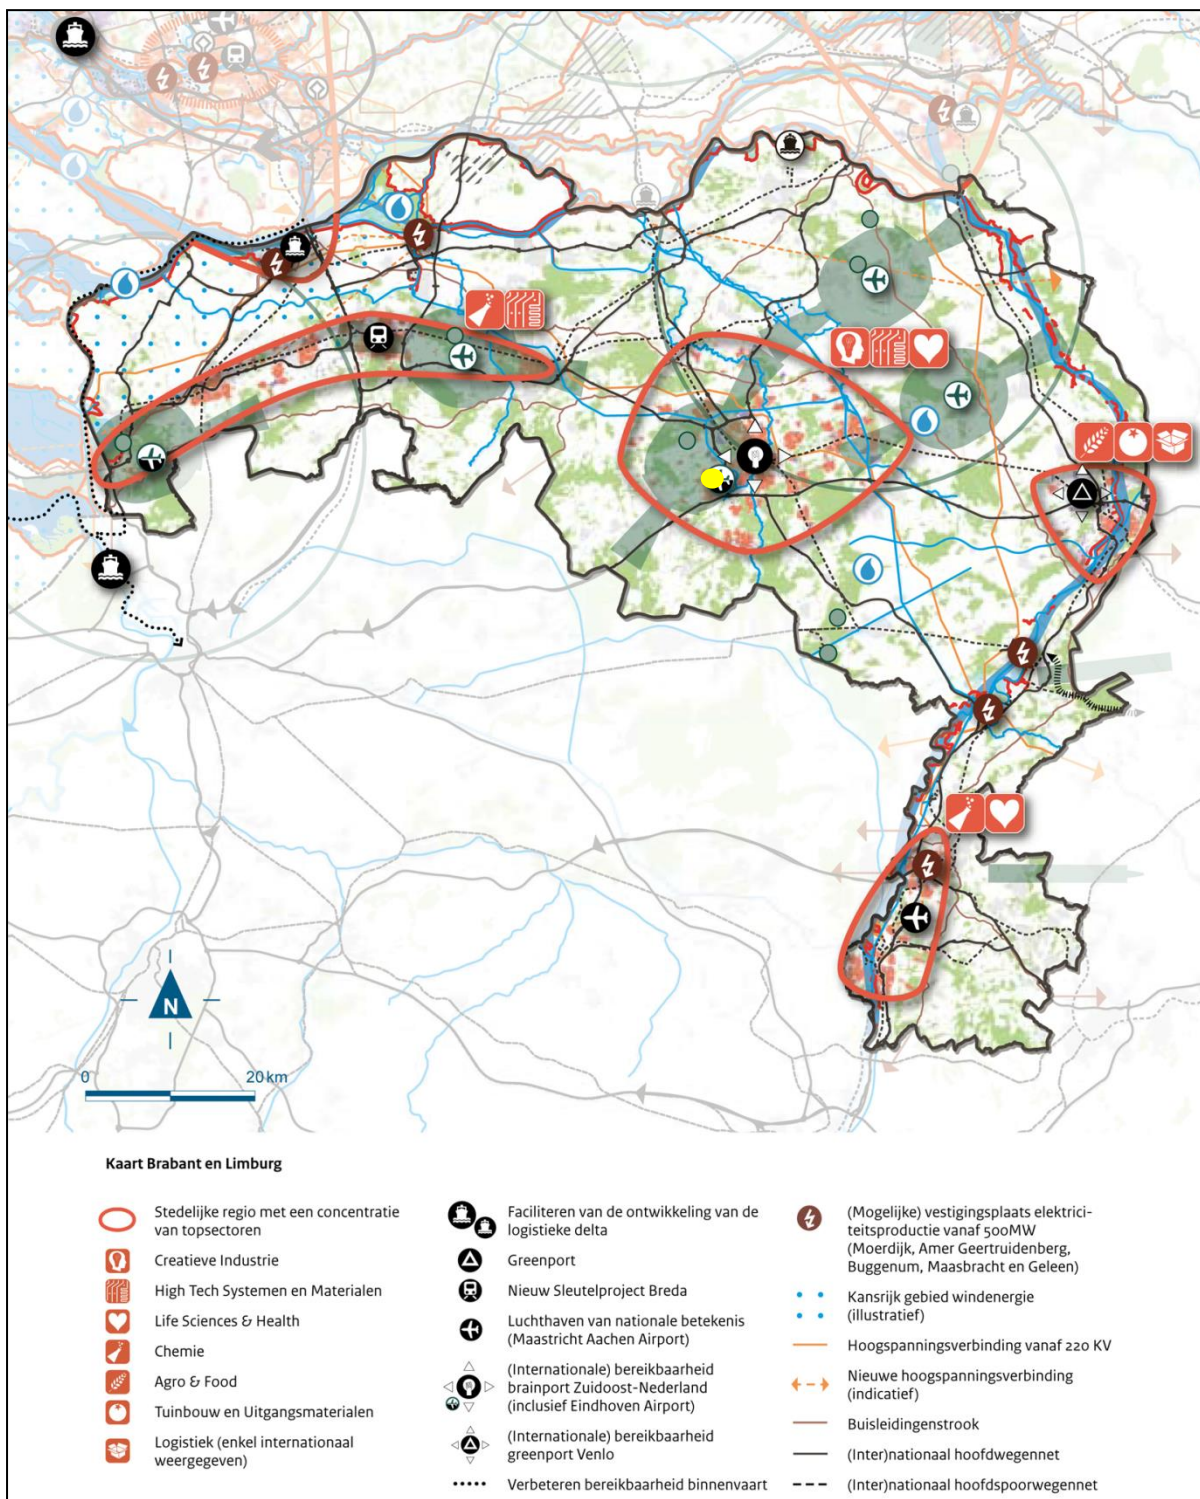 N
0 20 km
Kaart Brabant en Limburg
Stedelijke regio met een concentratie
van topsectoren
Creatieve Industrie
High Tech Systemen en Materialen
Life Sciences & Health
Chemie
Agro & Food
Tuinbouw en Uitgangsmaterialen
Logistiek (enkel internationaal
weergegeven)
Faciliteren van de ontwikkeling van de
logistieke delta
Greenport
Nieuw Sleutelproject Breda
Luchthaven van nationale betekenis
(Maastricht Aachen Airport)
(Internationale) bereikbaarheid
brainport Zuidoost-Nederland
(inclusief Eindhoven Airport)
(Internationale) bereikbaarheid
greenport Venlo
Verbeteren bereikbaarheid binnenvaart
(Mogelijke) vestigingsplaats elektrici-
teitsproductie vanaf 500MW
(Moerdijk, Amer Geertruidenberg,
Buggenum, Maasbracht en Geleen)
Kansrijk gebied windenergie
(illustratief)
Hoogspanningsverbinding vanaf 220 KV
Nieuwe hoogspanningsverbinding
(indicatief)
Buisleidingenstrook
(Inter)nationaal hoofdwegennet
(Inter)nationaal hoofdspoorwegennet